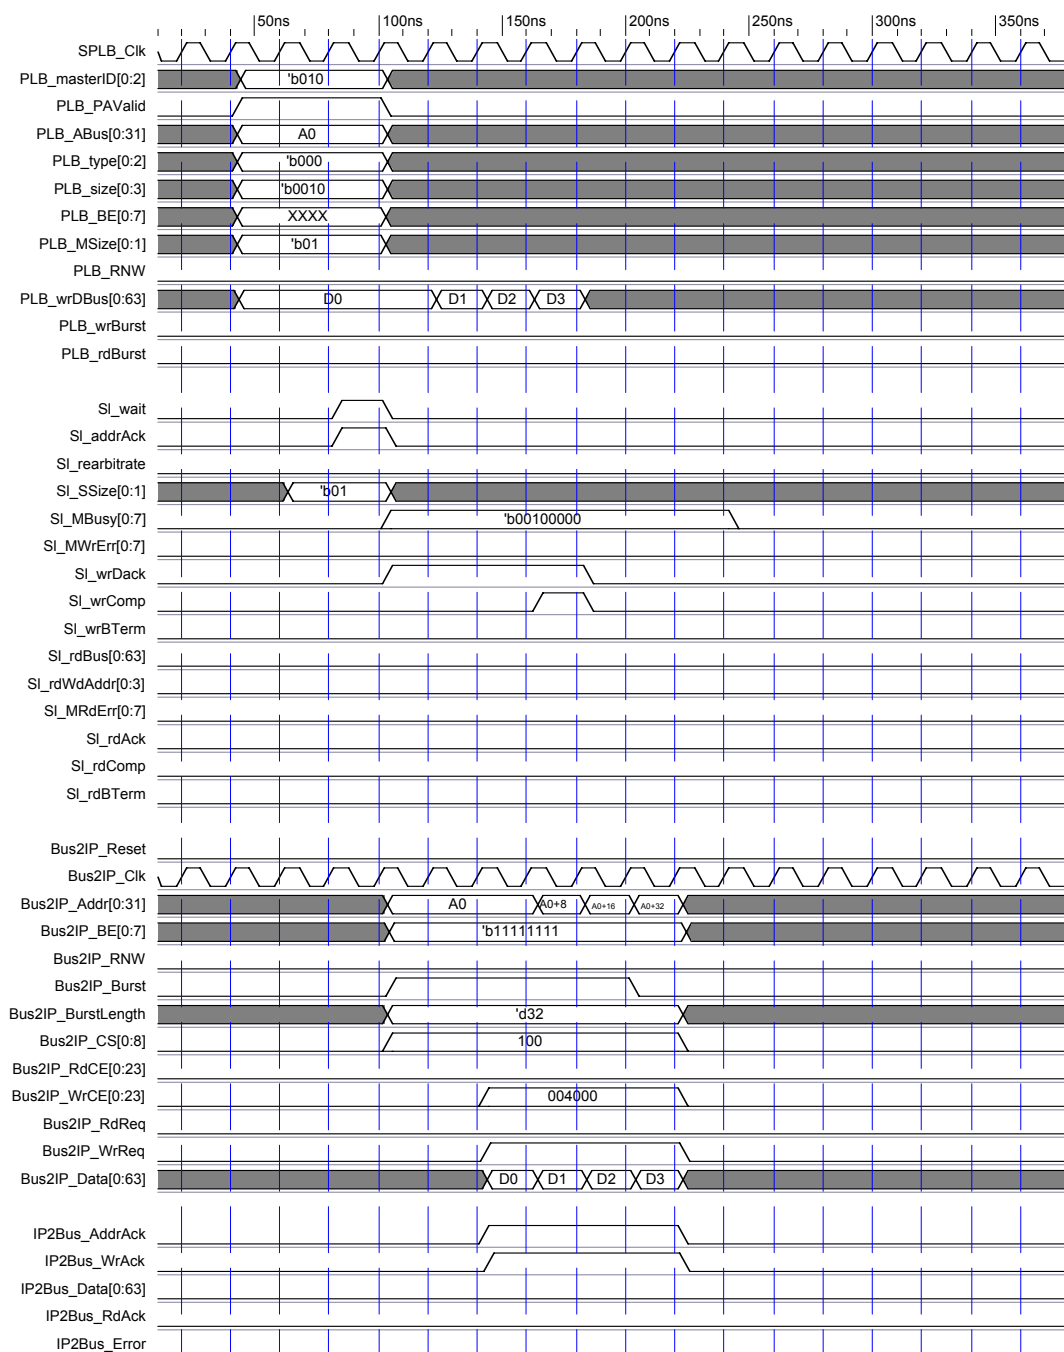 50ns 100ns 150ns 200ns 250ns 300ns 350ns
SPLB_Clk
PLB_masterID[0:2] 'b010
PLB_PAValid
PLB_ABus[0:31] A0
PLB_type[0:2] 'b000
PLB_size[0:3] 'b0010
PLB_BE[0:7] XXXX
PLB_MSize[0:1] 'b01
PLB_RNW
PLB_wrDBus[0:63] D0 D1 D2 D3
PLB_wrBurst
PLB_rdBurst
Sl_wait
Sl_addrAck
Sl_rearbitrate
Sl_SSize[0:1] 'b01
Sl_MBusy[0:7] 'b00100000
Sl_MWrErr[0:7]
Sl_wrDack
Sl_wrComp
Sl_wrBTerm
Sl_rdBus[0:63]
Sl_rdWdAddr[0:3]
Sl_MRdErr[0:7]
Sl_rdAck
Sl_rdComp
Sl_rdBTerm
Bus2IP_Reset
Bus2IP_Clk
Bus2IP_Addr[0:31] A0 A0+8 A0+16 A0+32
Bus2IP_BE[0:7] 'b11111111
Bus2IP_RNW
Bus2IP_Burst
Bus2IP_BurstLength 'd32
Bus2IP_CS[0:8] 100
Bus2IP_RdCE[0:23]
Bus2IP_WrCE[0:23] 004000
Bus2IP_RdReq
Bus2IP_WrReq
Bus2IP_Data[0:63] D0 D1 D2 D3
IP2Bus_AddrAck
IP2Bus_WrAck
IP2Bus_Data[0:63]
IP2Bus_RdAck
IP2Bus_Error